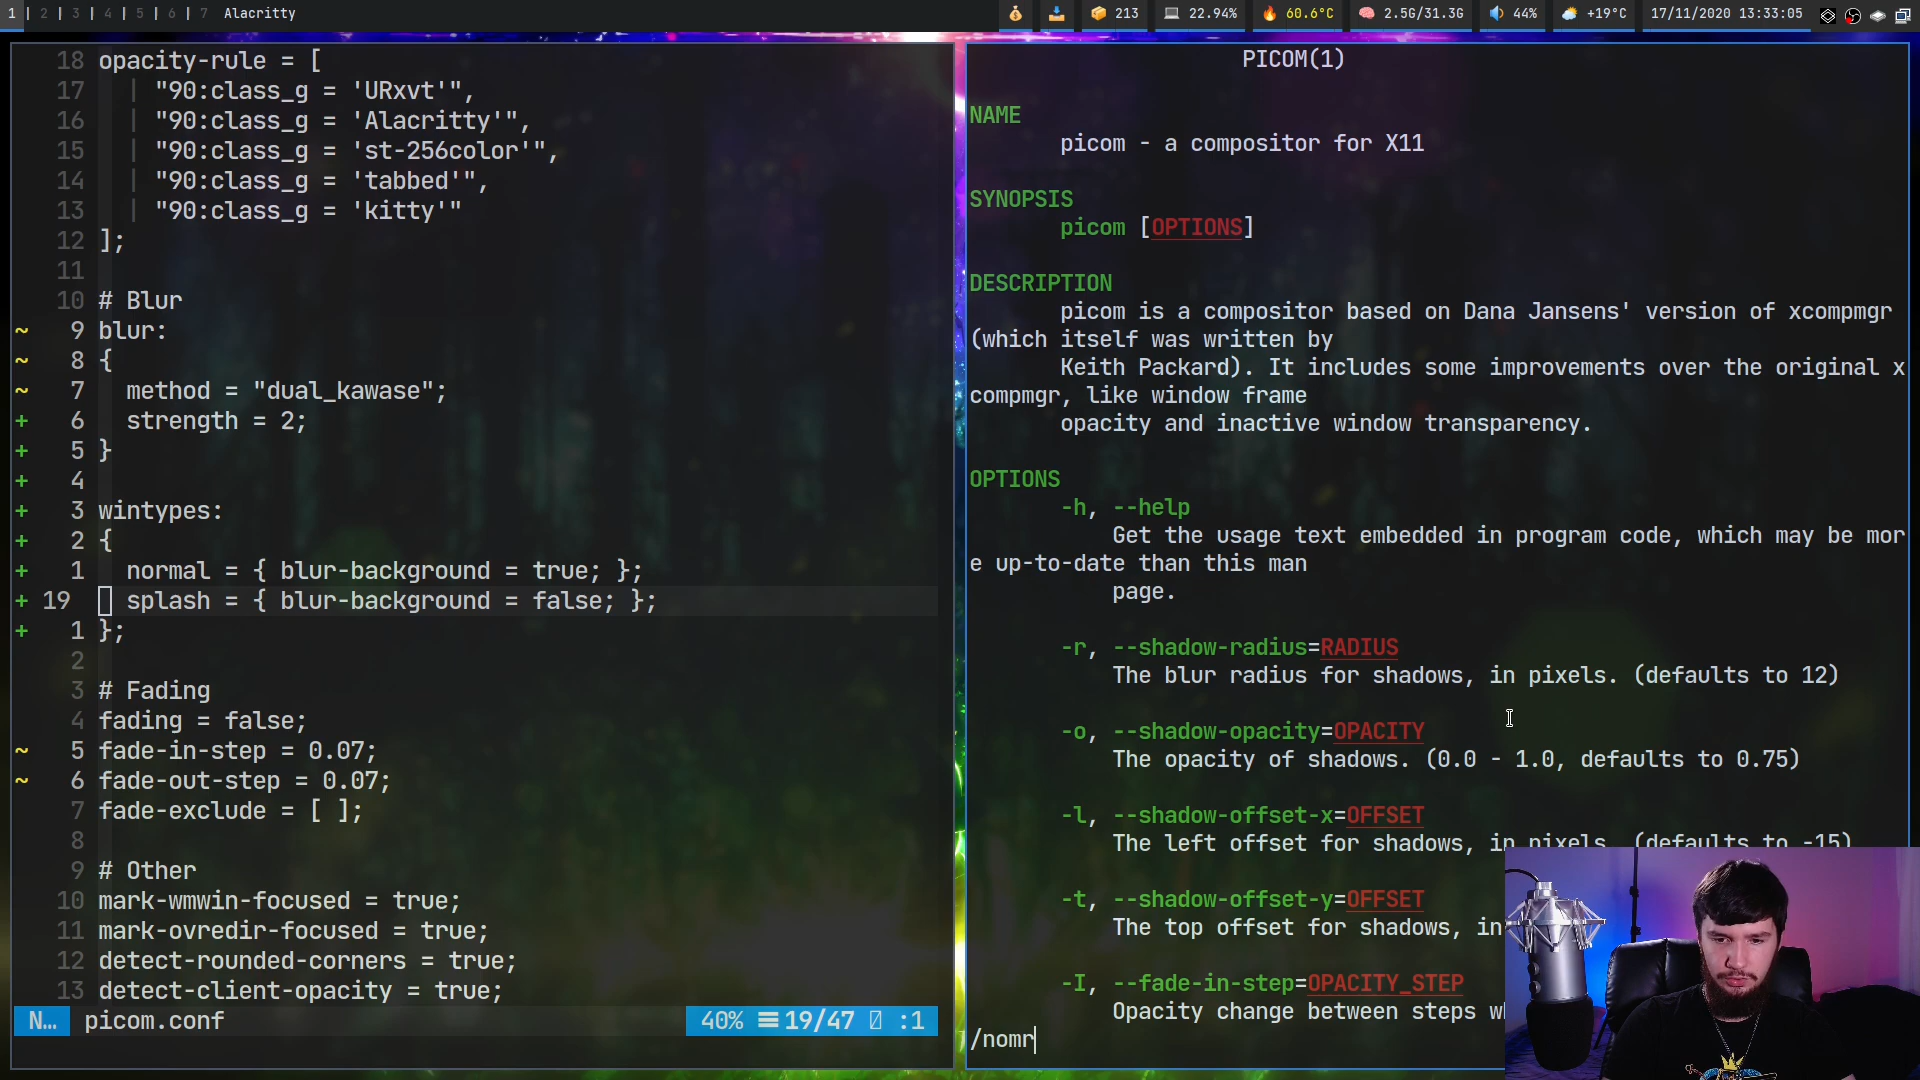 1 | 2 | 3 | 4 | 5 | 6 | 7 Alacritty 213 22.94% 60.6°C 2.5G/31.3G 44% +19°C 17/11/2020 13:33:05
18 opacity-rule = [
17 | "90:class_g = 'URxvt'",
16 | "90:class_g = 'Alacritty'",
15 | "90:class_g = 'st-256color'",
14 | "90:class_g = 'tabbed'",
13 | "90:class_g = 'kitty'"
12 ];
11
10 # Blur
~ 9 blur:
~ 8 {
~ 7 method = "dual_kawase";
+ 6 strength = 2;
+ 5 }
+ 4
+ 3 wintypes:
+ 2 {
+ 1 normal = { blur-background = true; };
+ 19 splash = { blur-background = false; };
+ 1 };
2
3 # Fading
4 fading = false;
~ 5 fade-in-step = 0.07;
~ 6 fade-out-step = 0.07;
7 fade-exclude = [ ];
8
9 # Other
10 mark-wmwin-focused = true;
11 mark-ovredir-focused = true;
12 detect-rounded-corners = true;
13 detect-client-opacity = true;
N… picom.conf 40% 19/47 :1
PICOM(1)
NAME
picom - a compositor for X11
SYNOPSIS
picom [OPTIONS]
DESCRIPTION
picom is a compositor based on Dana Jansens' version of xcompmgr
(which itself was written by
Keith Packard). It includes some improvements over the original x
compmgr, like window frame
opacity and inactive window transparency.
OPTIONS
-h, --help
Get the usage text embedded in program code, which may be mor
e up-to-date than this man
page.
-r, --shadow-radius=RADIUS
The blur radius for shadows, in pixels. (defaults to 12)
-o, --shadow-opacity=OPACITY
The opacity of shadows. (0.0 - 1.0, defaults to 0.75)
-l, --shadow-offset-x=OFFSET
The left offset for shadows, in pixels. (defaults to -15)
-t, --shadow-offset-y=OFFSET
The top offset for shadows, in
-I, --fade-in-step=OPACITY_STEP
Opacity change between steps w
/nomr